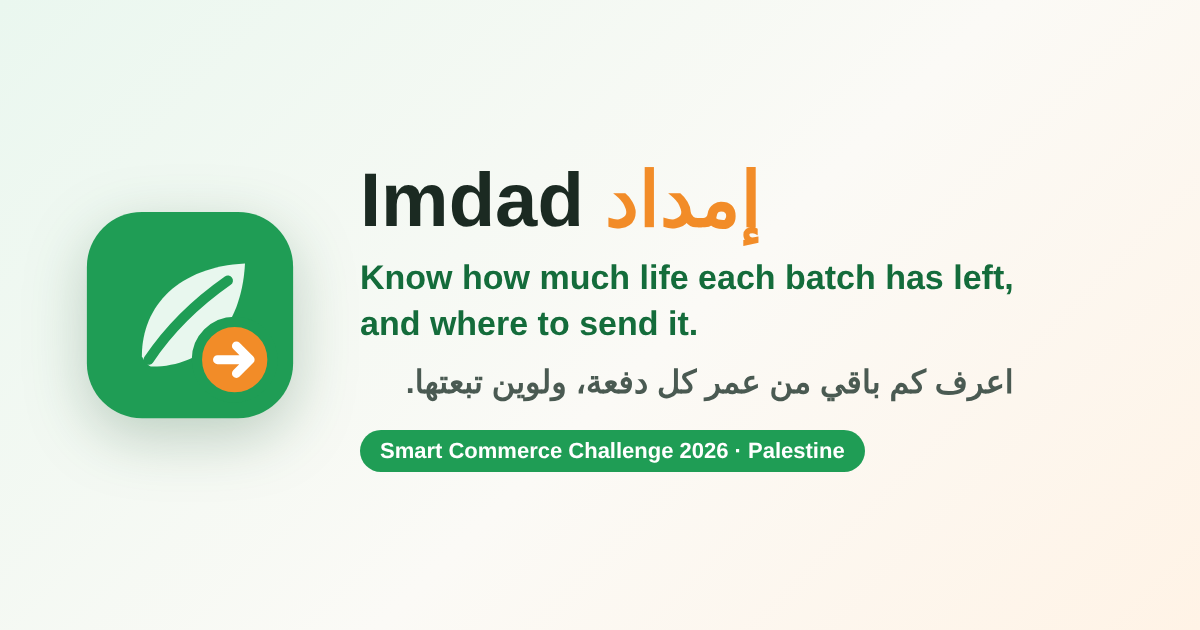 Imdad إمداد
Know how much life each batch has left,
and where to send it.
اعرف كم باقي من عمر كل دفعة، ولوين تبعتها.
Smart Commerce Challenge 2026 · Palestine